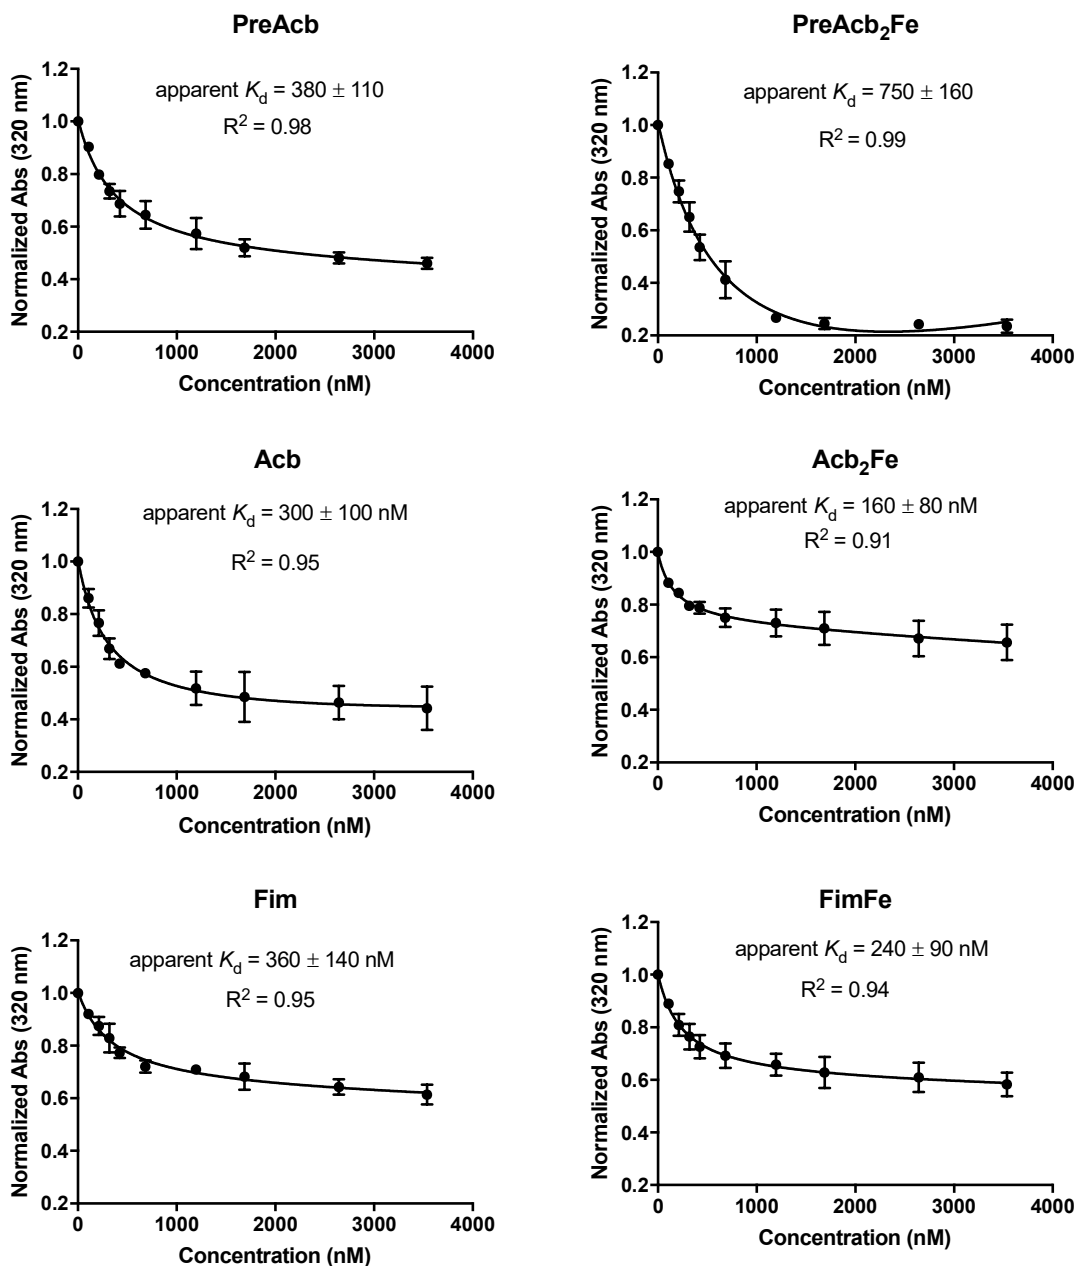 PreAcb
apparent Kd = 380 ± 110
R² = 0.98
Normalized Abs (320 nm)
1.2
1.0
0.8
0.6
0.4
0.2
0 1000 2000 3000 4000
Concentration (nM)
PreAcb₂Fe
apparent Kd = 750 ± 160
R² = 0.99
Normalized Abs (320 nm)
1.2
1.0
0.8
0.6
0.4
0.2
0 1000 2000 3000 4000
Concentration (nM)
Acb
apparent Kd = 300 ± 100 nM
R² = 0.95
Normalized Abs (320 nm)
1.2
1.0
0.8
0.6
0.4
0.2
0 1000 2000 3000 4000
Concentration (nM)
Acb₂Fe
apparent Kd = 160 ± 80 nM
R² = 0.91
Normalized Abs (320 nm)
1.2
1.0
0.8
0.6
0.4
0.2
0 1000 2000 3000 4000
Concentration (nM)
Fim
apparent Kd = 360 ± 140 nM
R² = 0.95
Normalized Abs (320 nm)
1.2
1.0
0.8
0.6
0.4
0.2
0 1000 2000 3000 4000
Concentration (nM)
FimFe
apparent Kd = 240 ± 90 nM
R² = 0.94
Normalized Abs (320 nm)
1.2
1.0
0.8
0.6
0.4
0.2
0 1000 2000 3000 4000
Concentration (nM)